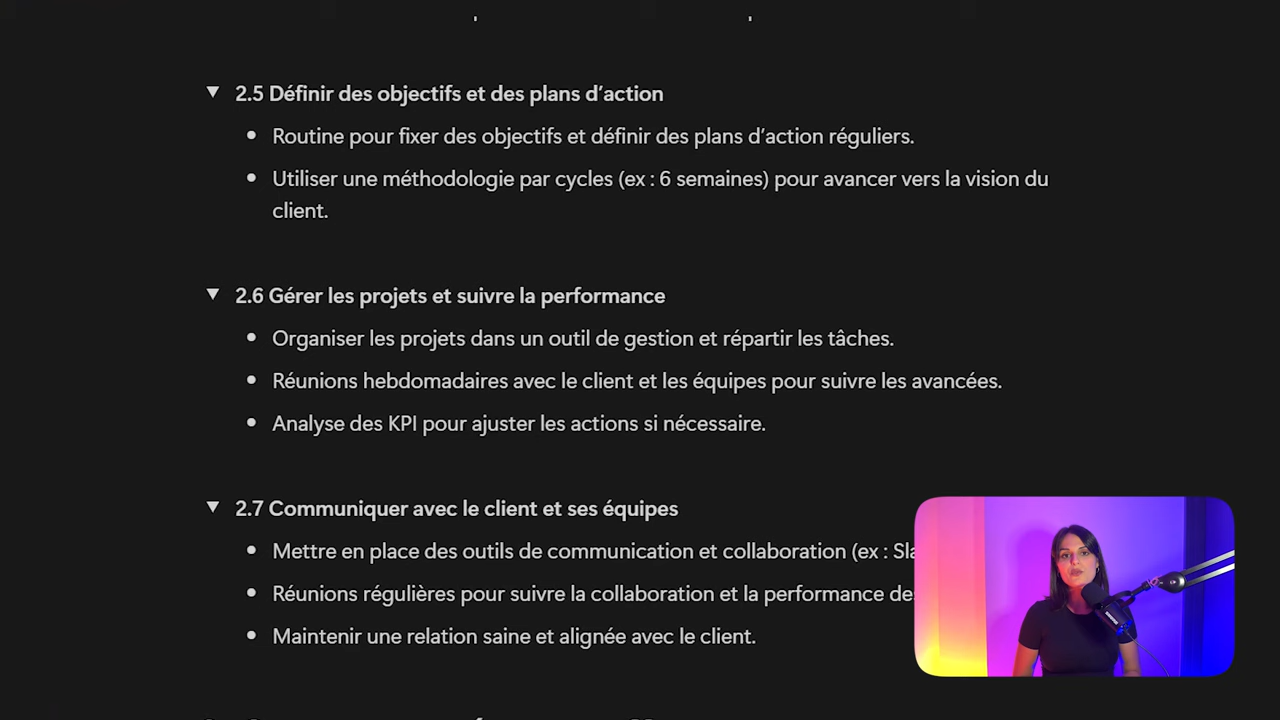 2.5 Définir des objectifs et des plans d’action
Routine pour fixer des objectifs et définir des plans d’action réguliers.
Utiliser une méthodologie par cycles (ex : 6 semaines) pour avancer vers la vision du
client.
2.6 Gérer les projets et suivre la performance
Organiser les projets dans un outil de gestion et répartir les tâches.
Réunions hebdomadaires avec le client et les équipes pour suivre les avancées.
Analyse des KPI pour ajuster les actions si nécessaire.
2.7 Communiquer avec le client et ses équipes
Mettre en place des outils de communication et collaboration (ex :
Réunions régulières pour suivre la collaboration et la performance
Maintenir une relation saine et alignée avec le client.